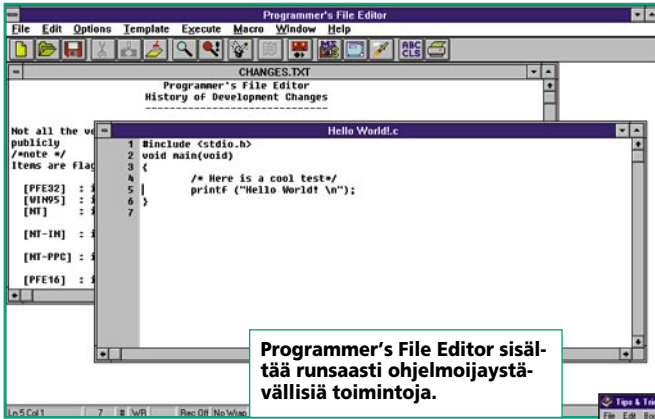 Programmer's File Editor
File Edit Options Template Execute Macro Window Help
ABC
CLS
CHANGES.TXT
Programmer's File Editor
History of Development Changes
------------------------------
Not all the ve
publicly
/*note */
Items are flag
[PFE32] : i
[WIN95] : i
[NT] : i
[NT-IN] : i
[NT-PPC] : i
[PFE16] : i
Hello World!.c
1 #include <stdio.h>
2 void main(void)
3 {
4 /* Here is a cool test*/
5 printf ("Hello World! \n");
6 }
7
Programmer's File Editor sisäl-
tää runsaasti ohjelmoijaystä-
vällisiä toimintoja.
Ln 5 Col 1 7 # WR Rec Off No Wrap
Tips & Tri
File Edit Boo